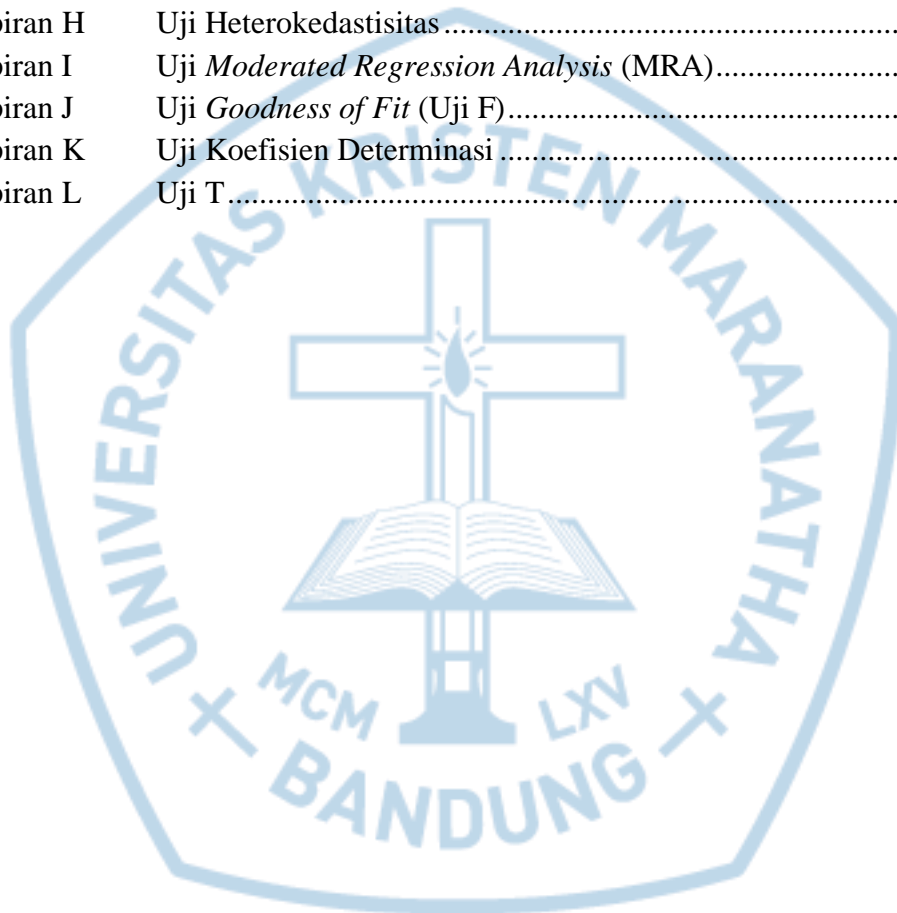 piran H Uji Heterokedastisitas........................................................................
piran I Uji Moderated Regression Analysis (MRA)..............................
piran J Uji Goodness of Fit (Uji F)..............................................................
piran K Uji Koefisien Determinasi................................................................
piran L Uji T..................................................................................................
UNIVERSITAS KRISTEN MARANATHA
MCM LXV
BANDUNG